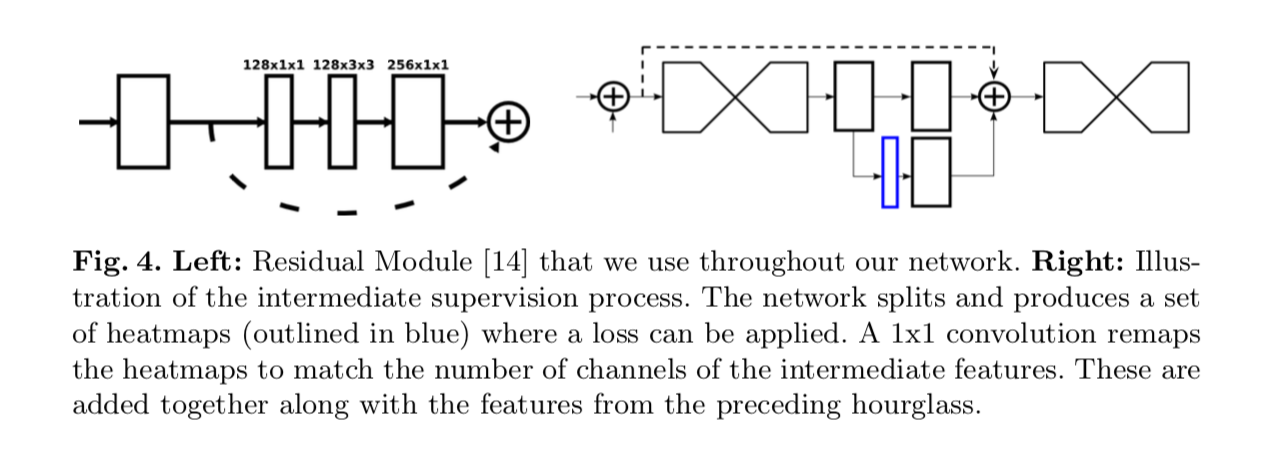 128x1x1 128x3x3 256x1x1
Fig. 4. Left: Residual Module [14] that we use throughout our network. Right: Illus-
tration of the intermediate supervision process. The network splits and produces a set
of heatmaps (outlined in blue) where a loss can be applied. A 1x1 convolution remaps
the heatmaps to match the number of channels of the intermediate features. These are
added together along with the features from the preceding hourglass.